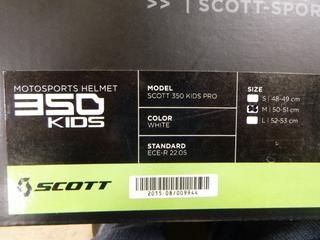 >> | SCOTT-SPOR
MOTOSPORTS HELMET
350
KIDS
MODEL
SCOTT 350 KIDS PRO
COLOR
WHITE
STANDARD
ECE-R 22.05
SIZE
S | 48-49 cm
M | 50-51 cm
L | 52-53 cm
SCOTT
2015-08/009944